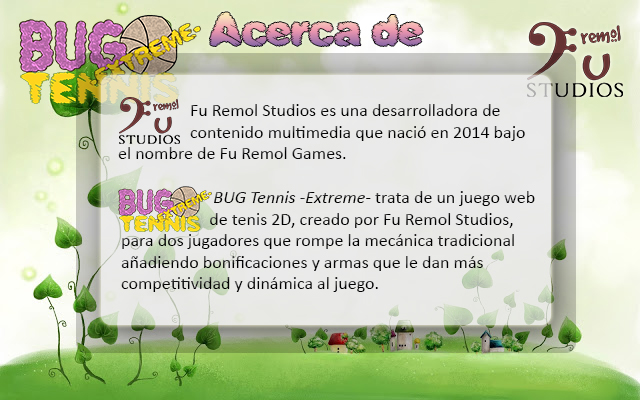 BUG
TENNIS
-EXTREME-
Acerca de
Fu remol
STUDIOS
Fu remol
STUDIOS
Fu Remol Studios es una desarrolladora de
contenido multimedia que nació en 2014 bajo
el nombre de Fu Remol Games.
BUG
TENNIS
-EXTREME-
BUG Tennis -Extreme- trata de un juego web
de tenis 2D, creado por Fu Remol Studios,
para dos jugadores que rompe la mecánica tradicional
añadiendo bonificaciones y armas que le dan más
competitividad y dinámica al juego.